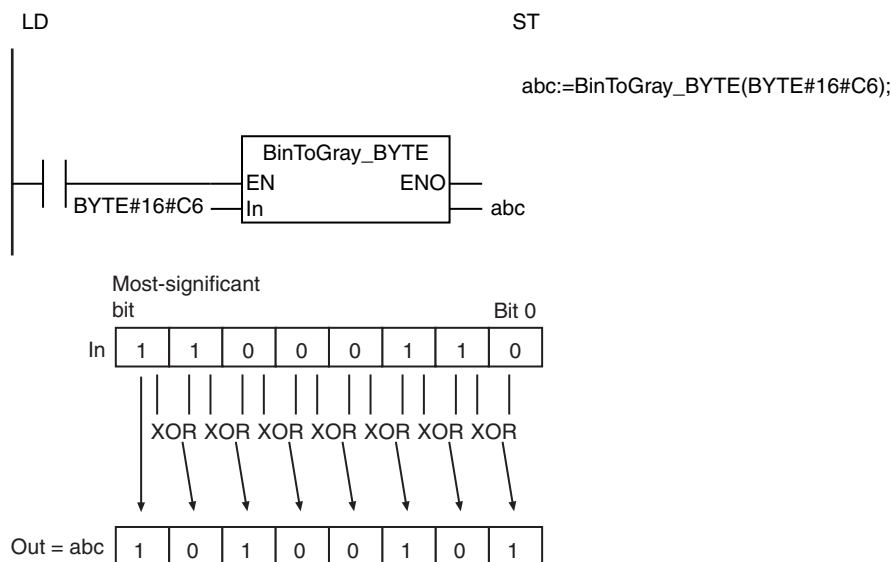 LD
ST
abc:=BinToGray_BYTE(BYTE#16#C6);
BinToGray_BYTE
EN ENO
BYTE#16#C6 In abc
Most-significant
bit Bit 0
In 1 1 0 0 0 1 1 0
XOR XOR XOR XOR XOR XOR XOR
Out = abc 1 0 1 0 0 1 0 1